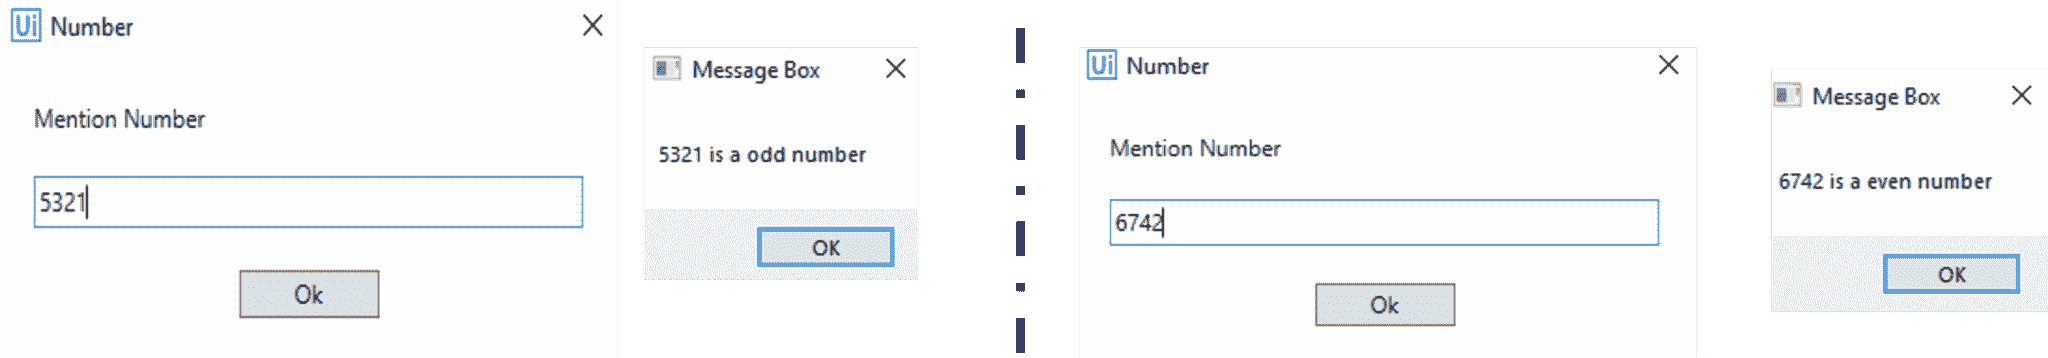 Ui Number
Mention Number
5321
Ok
Message Box
5321 is a odd number
OK
Ui Number
Mention Number
6742
Ok
Message Box
6742 is a even number
OK